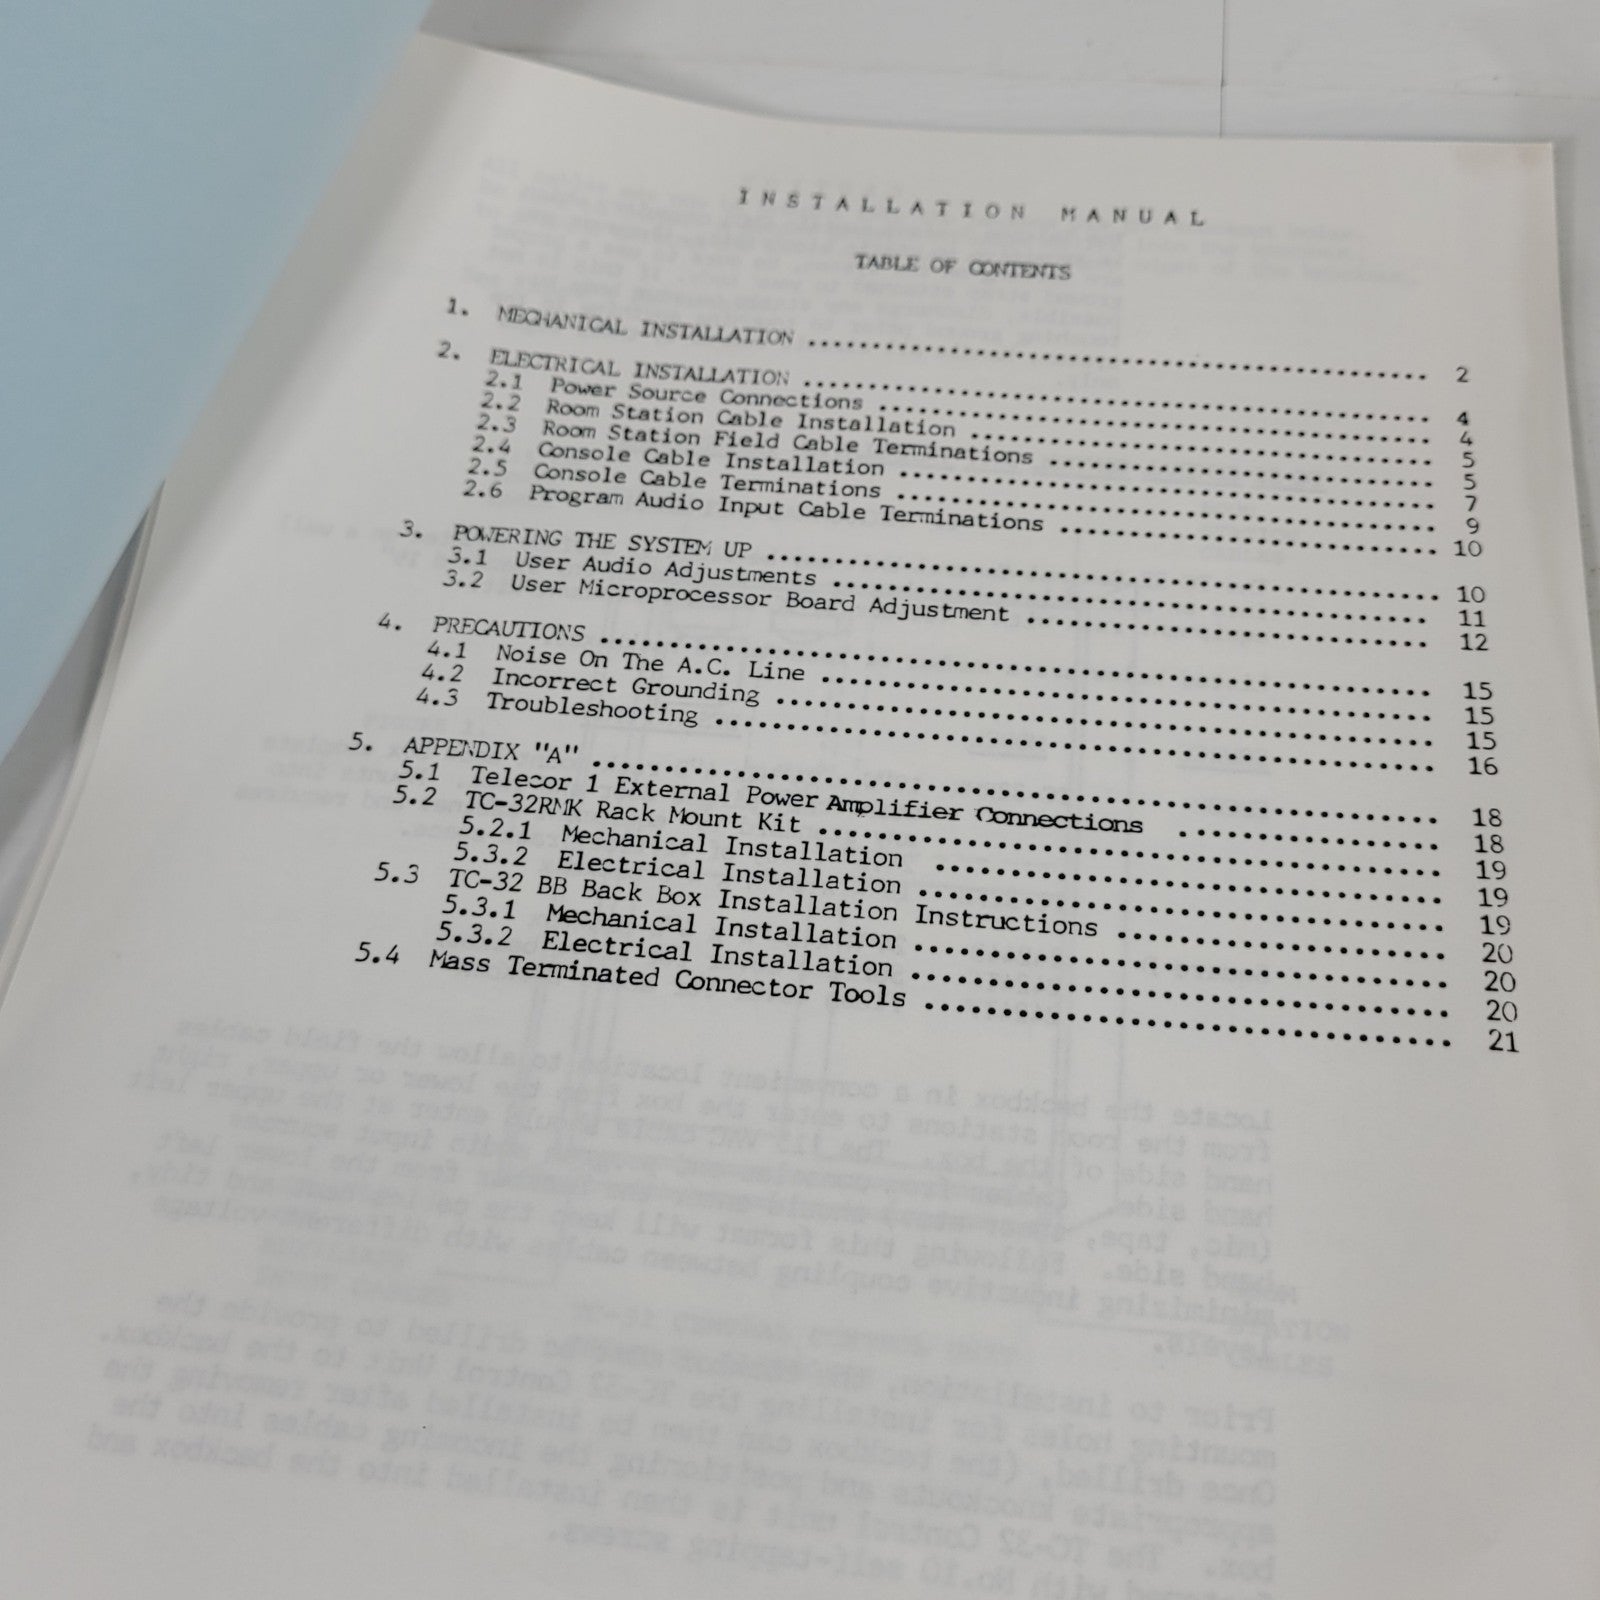 INSTALLATION MANUAL
TABLE OF CONTENTS
1. MECHANICAL INSTALLATION ........................................ 2
2. ELECTRICAL INSTALLATION ........................................ 4
2.1 Power Source Connections ........................................ 4
2.2 Room Station Cable Installation ........................................ 5
2.3 Room Station Field Cable Terminations ........................................ 5
2.4 Console Cable Installation ........................................ 7
2.5 Console Cable Terminations ........................................ 9
2.6 Program Audio Input Cable Terminations ........................................ 10
3. POWERING THE SYSTEM UP ........................................ 10
3.1 User Audio Adjustments ........................................ 11
3.2 User Microprocessor Board Adjustment ........................................ 12
4. PRECAUTIONS ........................................ 15
4.1 Noise On The A.C. Line ........................................ 15
4.2 Incorrect Grounding ........................................ 15
4.3 Troubleshooting ........................................ 16
5. APPENDIX "A" ........................................ 18
5.1 Telecor 1 External Power Amplifier Connections .................... 18
5.2 TC-32RMK Rack Mount Kit ........................................ 19
5.2.1 Mechanical Installation ........................................ 19
5.3.2 Electrical Installation ........................................ 19
5.3 TC-32 BB Back Box Installation Instructions ........................................ 20
5.3.1 Mechanical Installation ........................................ 20
5.3.2 Electrical Installation ........................................ 20
5.4 Mass Terminated Connector Tools ........................................ 21